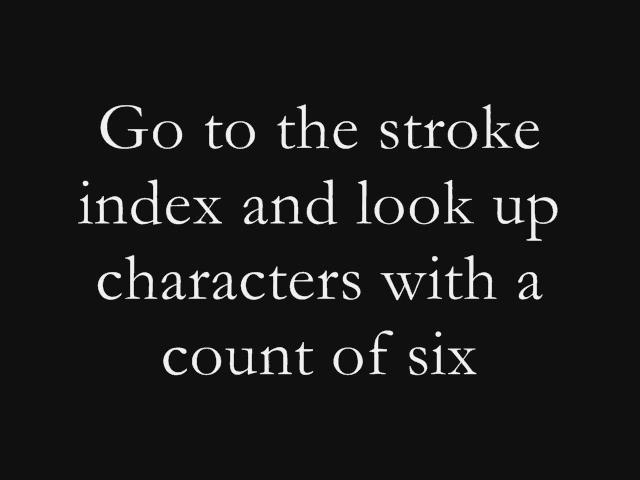 Go to the stroke
index and look up
characters with a
count of six